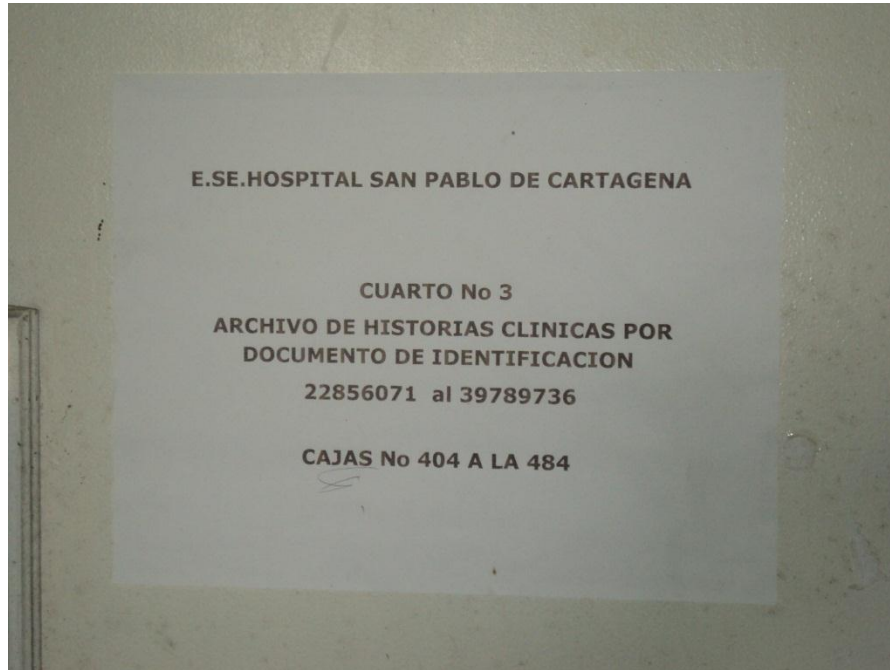 E.SE.HOSPITAL SAN PABLO DE CARTAGENA
CUARTO No 3
ARCHIVO DE HISTORIAS CLINICAS POR
DOCUMENTO DE IDENTIFICACION
22856071 al 39789736
CAJAS No 404 A LA 484